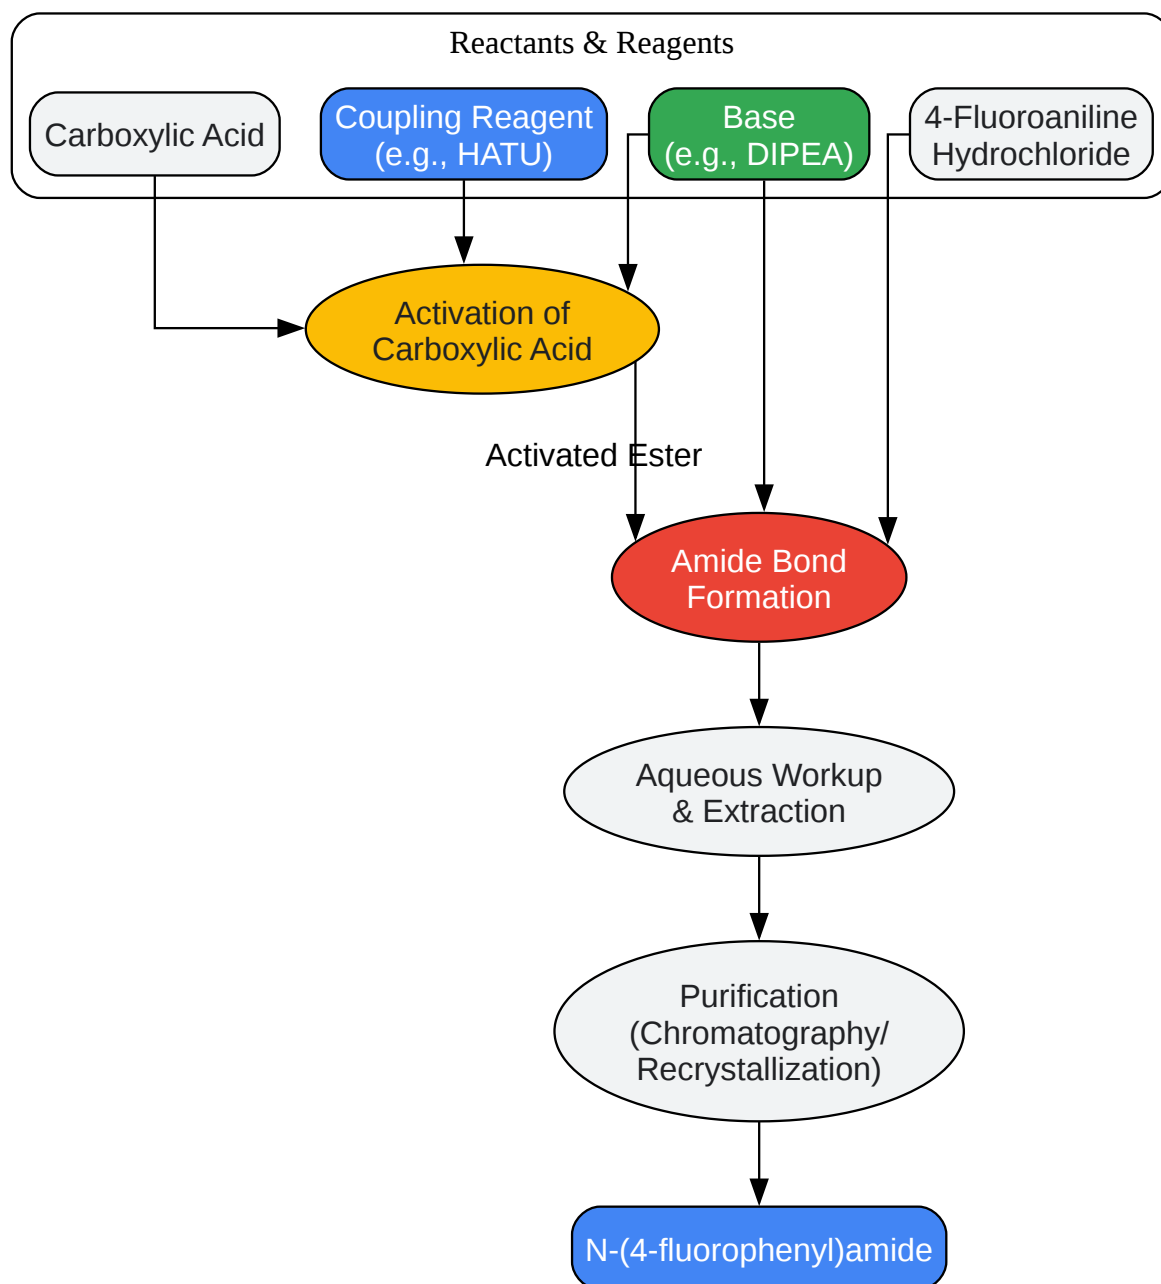 Reactants & Reagents
Carboxylic Acid
Coupling Reagent
(e.g., HATU)
Base
(e.g., DIPEA)
4-Fluoroaniline
Hydrochloride
Activation of
Carboxylic Acid
Activated Ester
Amide Bond
Formation
Aqueous Workup
& Extraction
Purification
(Chromatography/
Recrystallization)
N-(4-fluorophenyl)amide